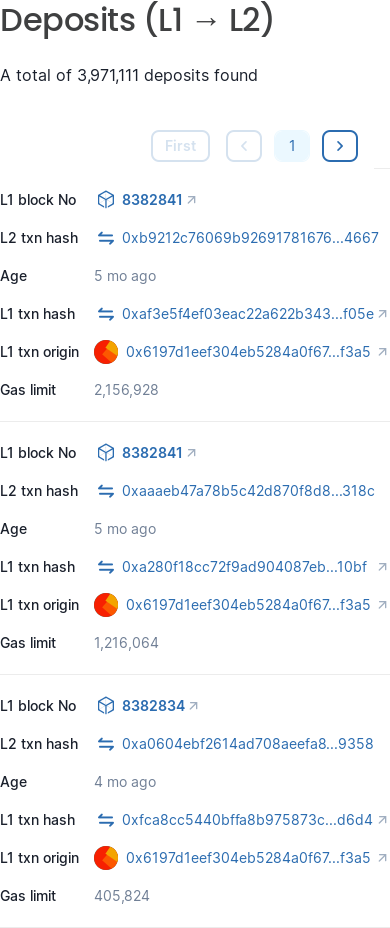 Deposits (L1 → L2)
A total of 3,971,111 deposits found
First 1
L1 block No 8382841
L2 txn hash 0xb9212c76069b92691781676...4667
Age 5 mo ago
L1 txn hash 0xaf3e5f4ef03eac22a622b343...f05e
L1 txn origin 0x6197d1eef304eb5284a0f67...f3a5
Gas limit 2,156,928
L1 block No 8382841
L2 txn hash 0xaaaeb47a78b5c42d870f8d8...318c
Age 5 mo ago
L1 txn hash 0xa280f18cc72f9ad904087eb...10bf
L1 txn origin 0x6197d1eef304eb5284a0f67...f3a5
Gas limit 1,216,064
L1 block No 8382834
L2 txn hash 0xa0604ebf2614ad708aeefa8...9358
Age 4 mo ago
L1 txn hash 0xfca8cc5440bffa8b975873c...d6d4
L1 txn origin 0x6197d1eef304eb5284a0f67...f3a5
Gas limit 405,824